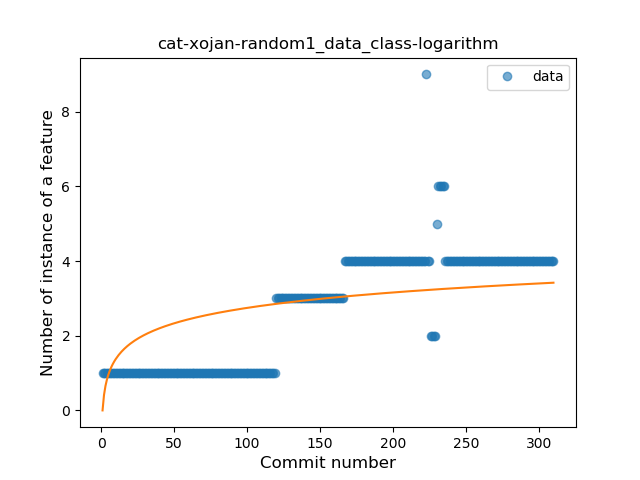 cat-xojan-random1_data_class-logarithm
data
Number of instance of a feature
8
6
4
2
0
0 50 100 150 200 250 300
Commit number